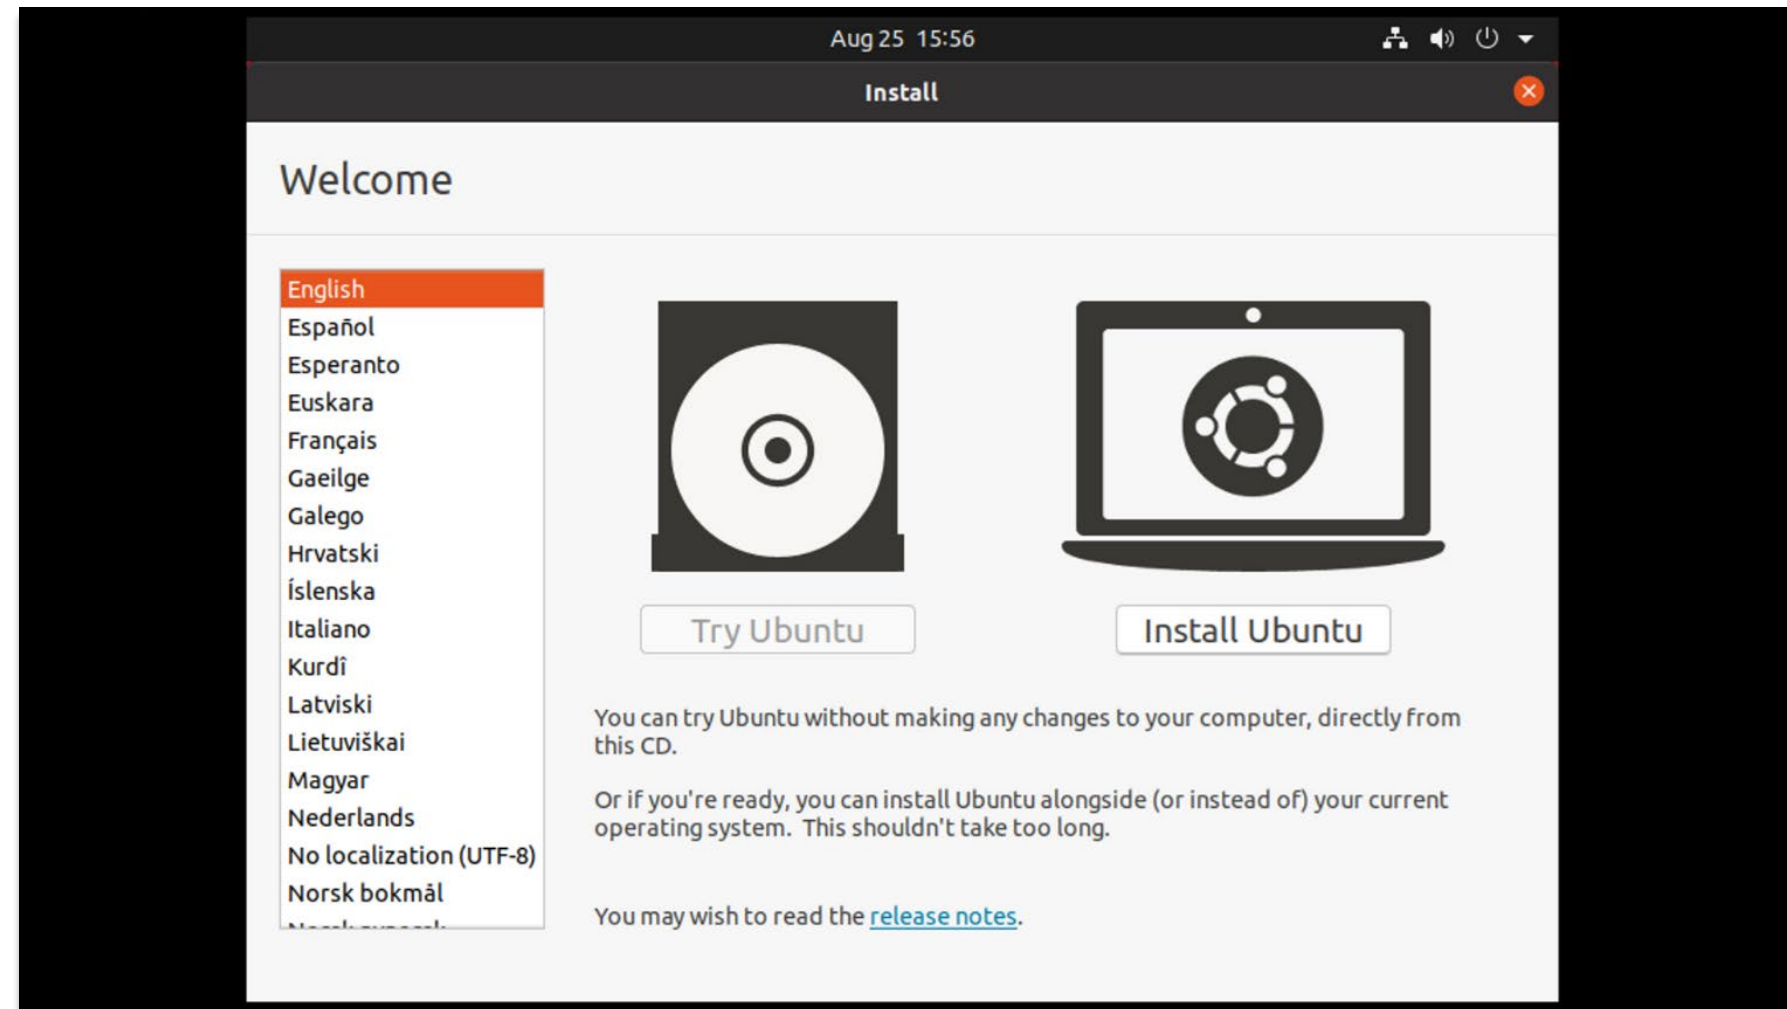 Aug 25 15:56
Install
Welcome
English
Español
Esperanto
Euskara
Français
Gaeilge
Galego
Hrvatski
Íslenska
Italiano
Kurdî
Latviski
Lietuviškai
Magyar
Nederlands
No localization (UTF-8)
Norsk bokmål
Try Ubuntu
Install Ubuntu
You can try Ubuntu without making any changes to your computer, directly from
this CD.
Or if you're ready, you can install Ubuntu alongside (or instead of) your current
operating system. This shouldn't take too long.
You may wish to read the release notes.